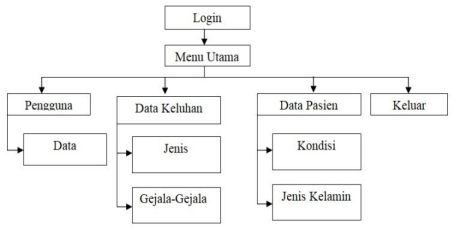 Login
Menu Utama
Pengguna
Data Keluhan
Data Pasien
Keluar
Data
Jenis
Kondisi
Gejala-Gejala
Jenis Kelamin